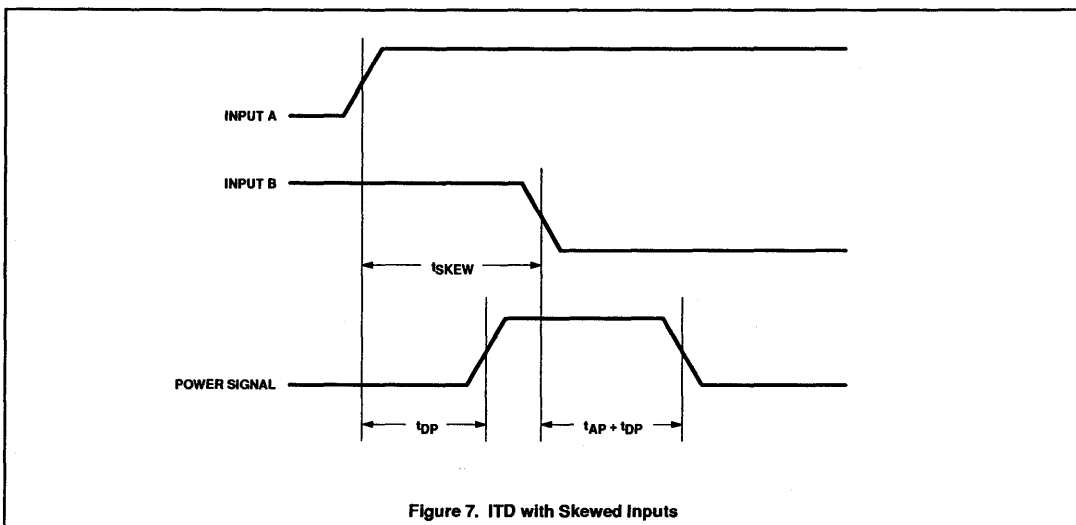 INPUT A
INPUT B
tSKEW
POWER SIGNAL
tDP
tAP + tDP
Figure 7. ITD with Skewed Inputs